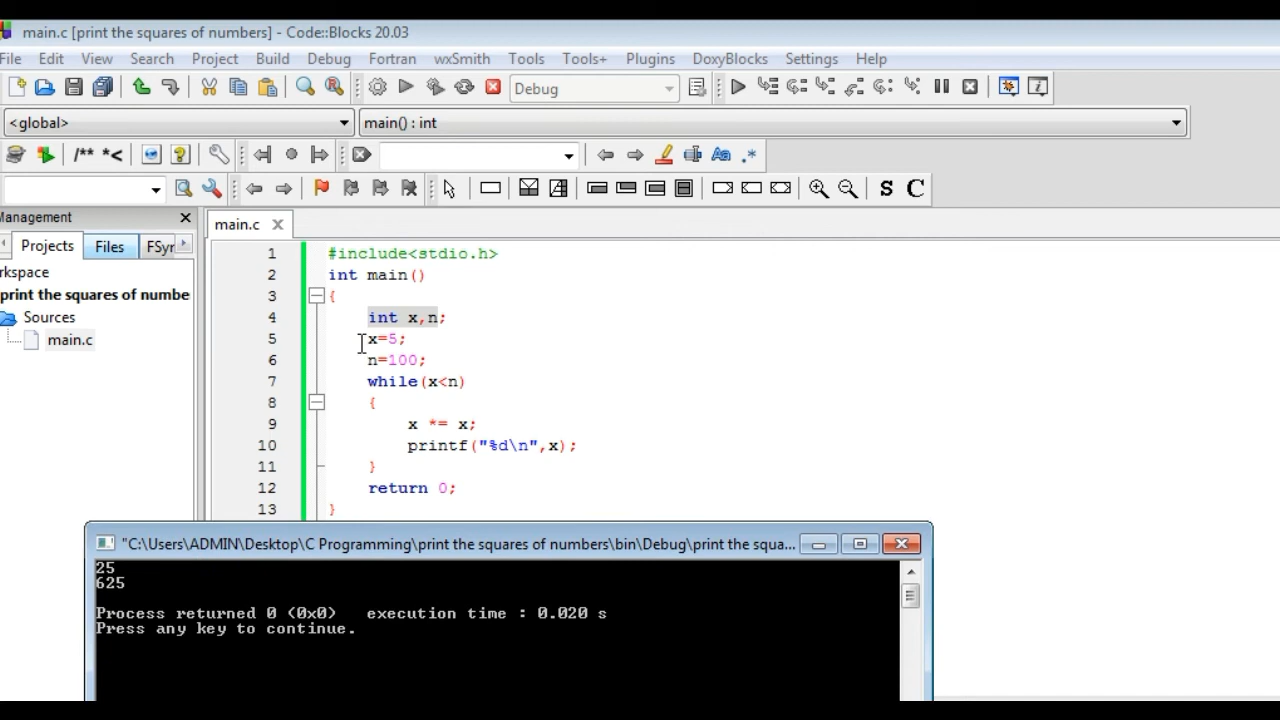 main.c [print the squares of numbers] - Code::Blocks 20.03
File Edit View Search Project Build Debug Fortran wxSmith Tools Tools+ Plugins DoxyBlocks Settings Help
Debug
<global> main() : int
/** *<
Aa .*
S C
Management
Projects Files FSyr
rkspace
print the squares of numbe
Sources
main.c
main.c
1 #include<stdio.h>
2 int main()
3 {
4 int x,n;
5 x=5;
6 n=100;
7 while(x<n)
8 {
9 x *= x;
10 printf("%d\n",x);
11 }
12 return 0;
13 }
"C:\Users\ADMIN\Desktop\C Programming\print the squares of numbers\bin\Debug\print the squa...
25
625
Process returned 0 (0x0) execution time : 0.020 s
Press any key to continue.